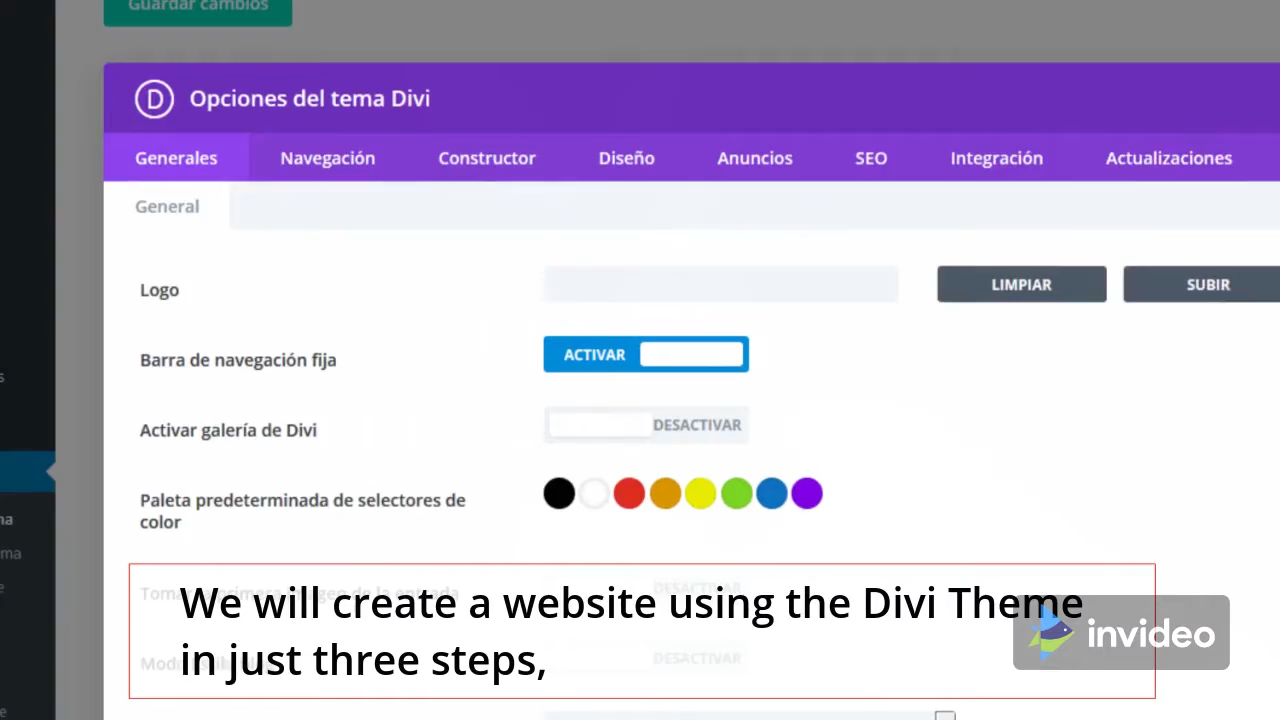 Guardar cambios
D Opciones del tema Divi
Generales Navegación Constructor Diseño Anuncios SEO Integración Actualizaciones
General
Logo LIMPIAR SUBIR
Barra de navegación fija ACTIVAR
Activar galería de Divi DESACTIVAR
Paleta predeterminada de selectores de
color
DESACTIVAR
We will create a website using the Divi Theme
in just three steps,
DESACTIVAR
invideo